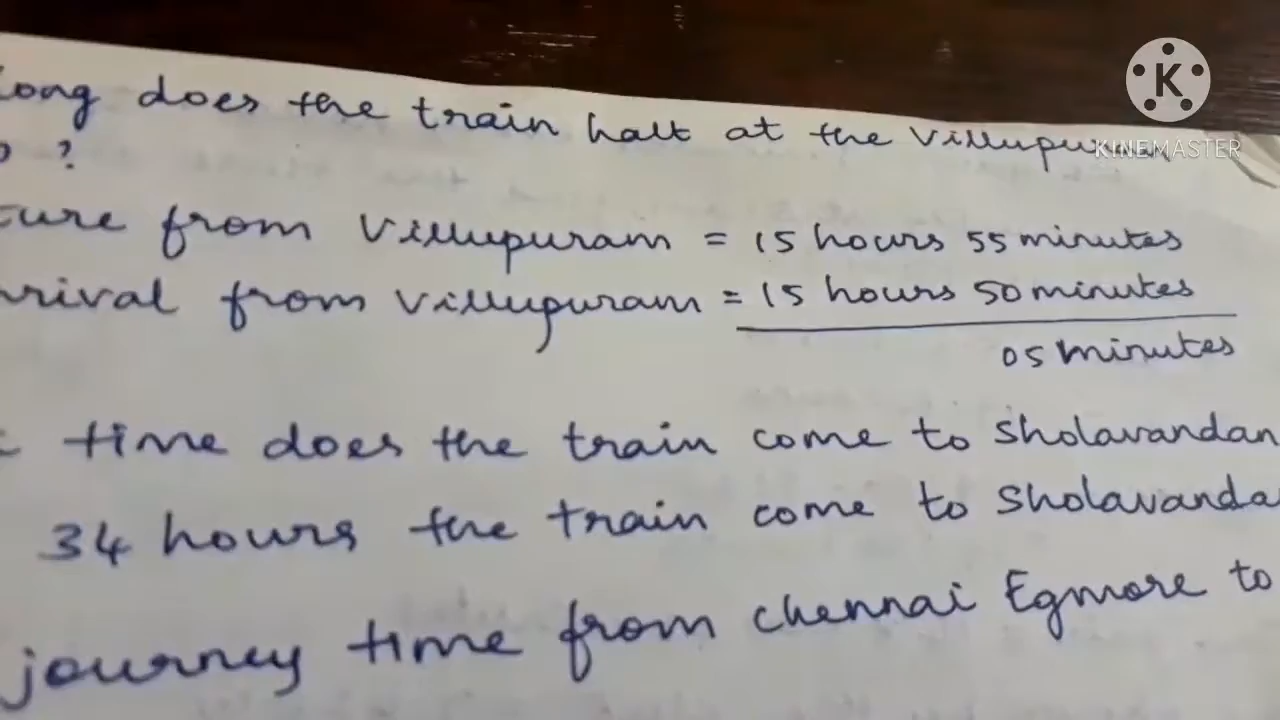 long does the train halt at the Villupuram
?
ture from Villupuram = 15 hours 55 minutes
rrival from Villupuram = 15 hours 50 minutes
05 minutes
time does the train come to Sholavandan
34 hours the train come to Sholavanda
journey time from Chennai Egmore to
K
KINEMASTER